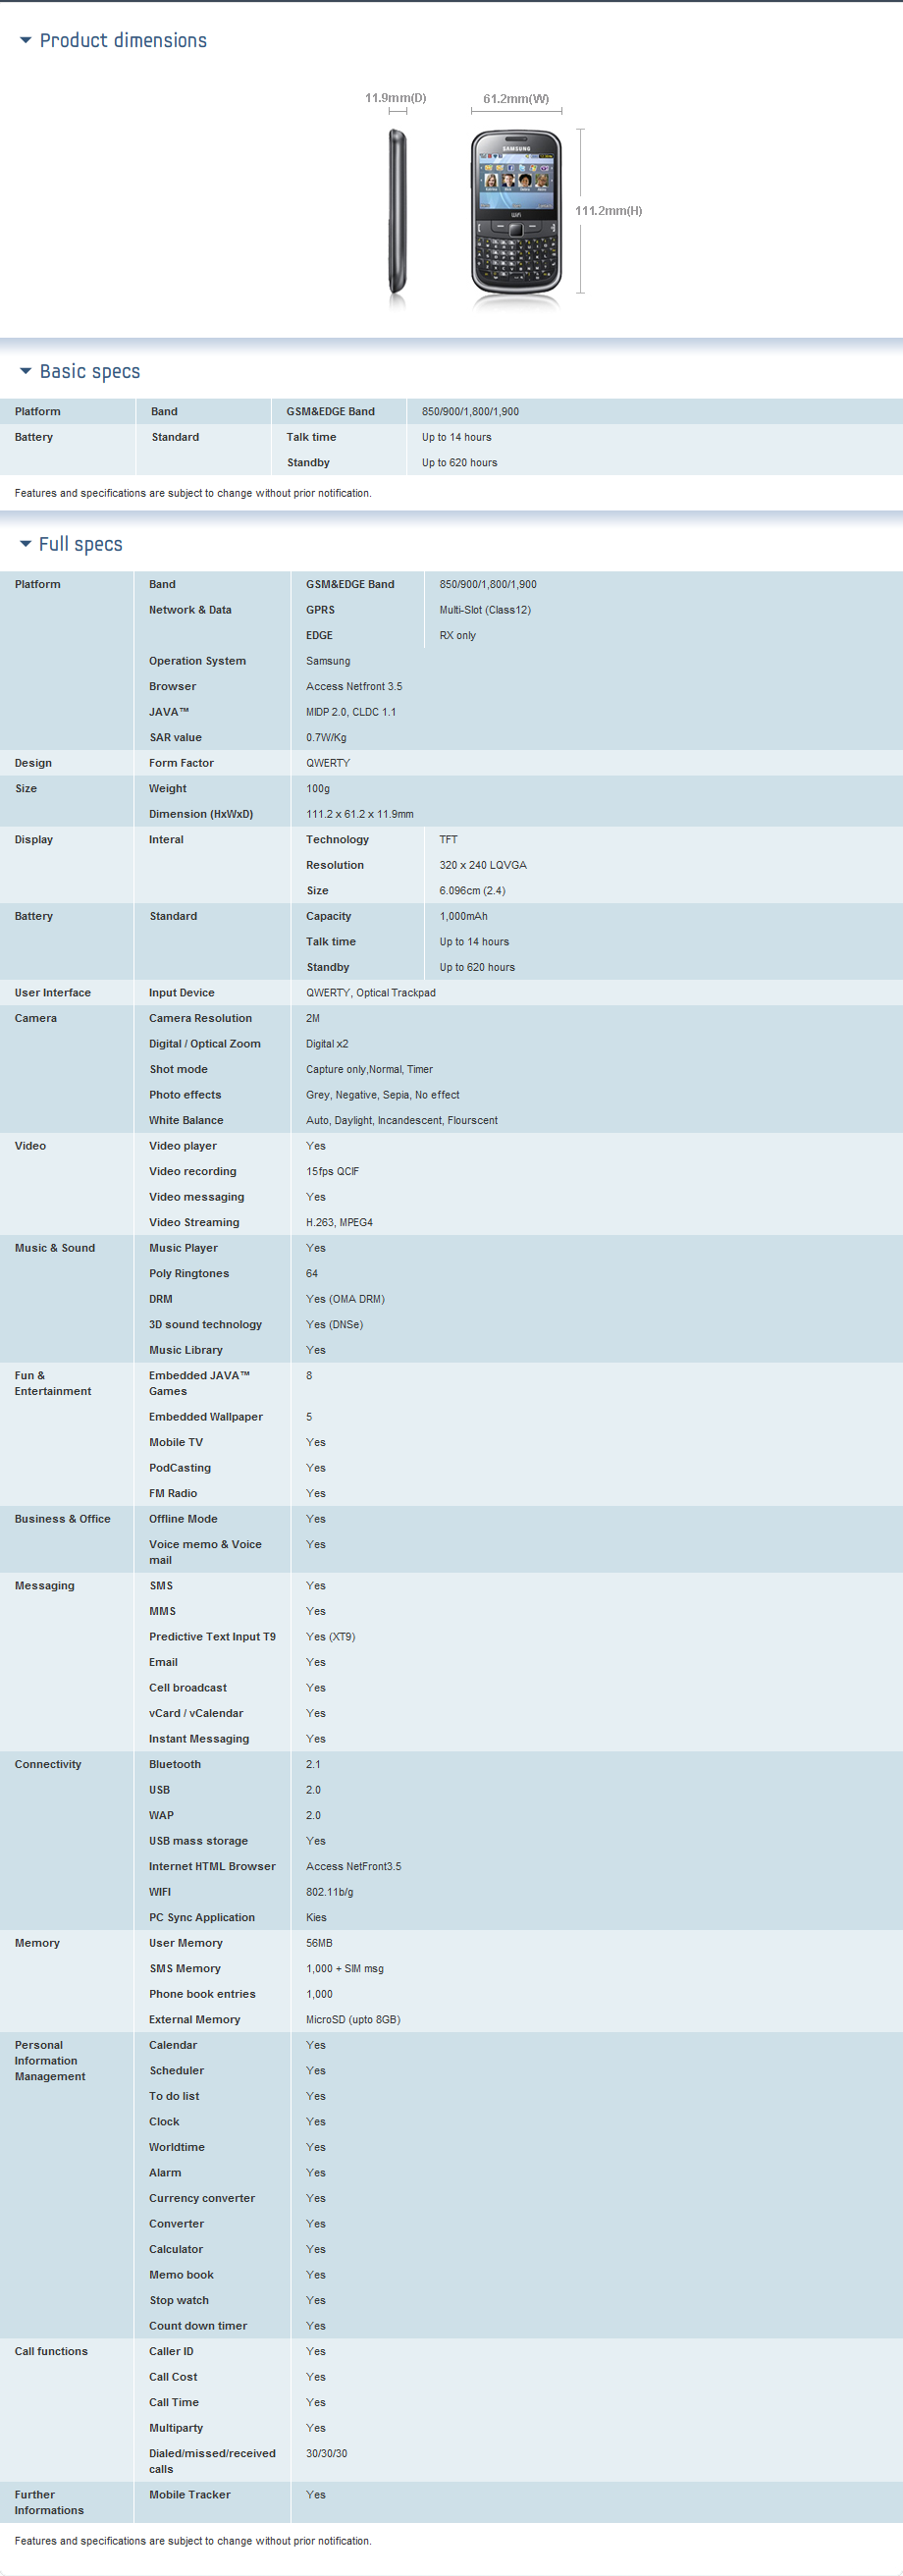 Product dimensions
11.9mm(D) 61.2mm(W)
SAMSUNG
111.2mm(H)
Basic specs
Platform Band GSM&EDGE Band 850/900/1,800/1,900
Battery Standard Talk time Up to 14 hours
Standby Up to 620 hours
Features and specifications are subject to change without prior notification.
Full specs
Platform Band GSM&EDGE Band 850/900/1,800/1,900
Network & Data GPRS Multi-Slot (Class12)
EDGE RX only
Operation System Samsung
Browser Access Netfront 3.5
JAVA™ MIDP 2.0, CLDC 1.1
SAR value 0.7W/Kg
Design Form Factor QWERTY
Size Weight 100g
Dimension (HxWxD) 111.2 x 61.2 x 11.9mm
Display Interal Technology TFT
Resolution 320 x 240 LQVGA
Size 6.096cm (2.4)
Battery Standard Capacity 1,000mAh
Talk time Up to 14 hours
Standby Up to 620 hours
User Interface Input Device QWERTY, Optical Trackpad
Camera Camera Resolution 2M
Digital / Optical Zoom Digital x2
Shot mode Capture only,Normal, Timer
Photo effects Grey, Negative, Sepia, No effect
White Balance Auto, Daylight, Incandescent, Flourscent
Video Video player Yes
Video recording 15fps QCIF
Video messaging Yes
Video Streaming H.263, MPEG4
Music & Sound Music Player Yes
Poly Ringtones 64
DRM Yes (OMA DRM)
3D sound technology Yes (DNSe)
Music Library Yes
Fun & Embedded JAVA™ 8
Entertainment Games
Embedded Wallpaper 5
Mobile TV Yes
PodCasting Yes
FM Radio Yes
Business & Office Offline Mode Yes
Voice memo & Voice Yes
mail
Messaging SMS Yes
MMS Yes
Predictive Text Input T9 Yes (XT9)
Email Yes
Cell broadcast Yes
vCard / vCalendar Yes
Instant Messaging Yes
Connectivity Bluetooth 2.1
USB 2.0
WAP 2.0
USB mass storage Yes
Internet HTML Browser Access NetFront3.5
WIFI 802.11b/g
PC Sync Application Kies
Memory User Memory 56MB
SMS Memory 1,000 + SIM msg
Phone book entries 1,000
External Memory MicroSD (upto 8GB)
Personal Calendar Yes
Information
Management
Scheduler Yes
To do list Yes
Clock Yes
Worldtime Yes
Alarm Yes
Currency converter Yes
Converter Yes
Calculator Yes
Memo book Yes
Stop watch Yes
Count down timer Yes
Call functions Caller ID Yes
Call Cost Yes
Call Time Yes
Multiparty Yes
Dialed/missed/received 30/30/30
calls
Further Mobile Tracker Yes
Informations
Features and specifications are subject to change without prior notification.